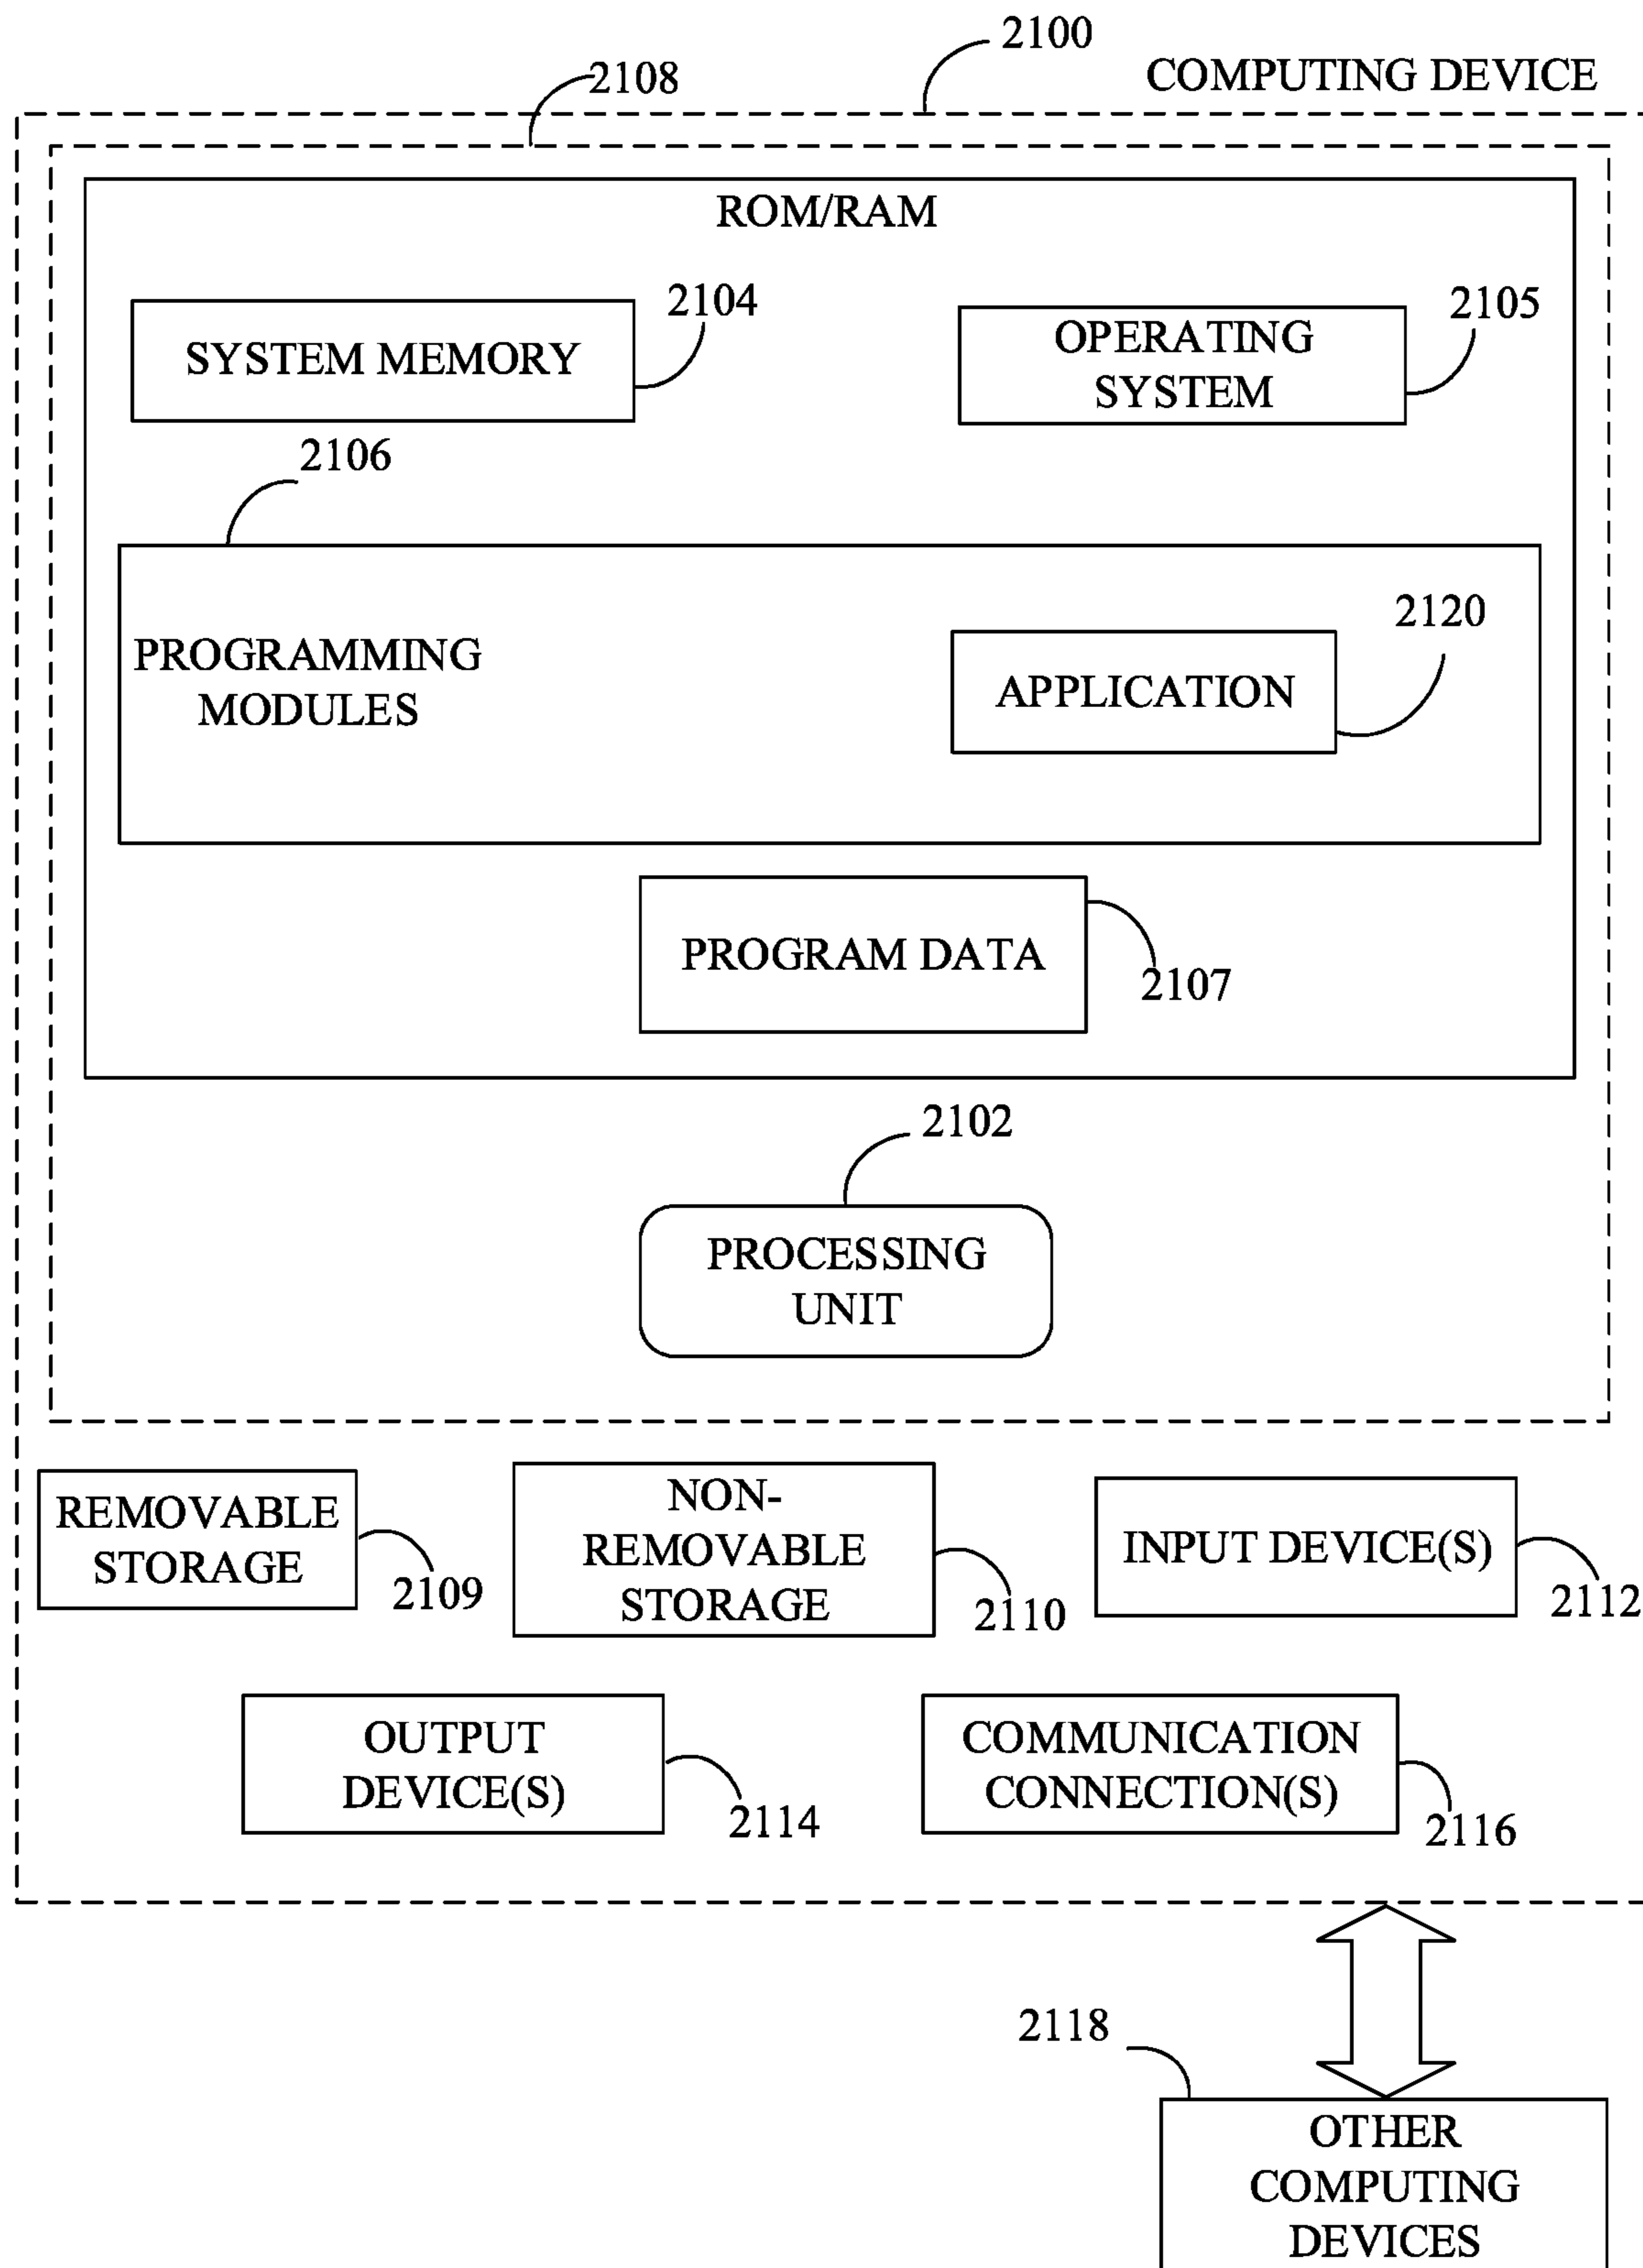 2100
COMPUTING DEVICE
2108
ROM/RAM
2104
SYSTEM MEMORY
2105
OPERATING
SYSTEM
2106
PROGRAMMING
MODULES
2120
APPLICATION
PROGRAM DATA
2107
2102
PROCESSING
UNIT
REMOVABLE
STORAGE
2109
NON-
REMOVABLE
STORAGE
2110
INPUT DEVICE(S)
2112
OUTPUT
DEVICE(S)
2114
COMMUNICATION
CONNECTION(S)
2116
2118
OTHER
COMPUTING
DEVICES